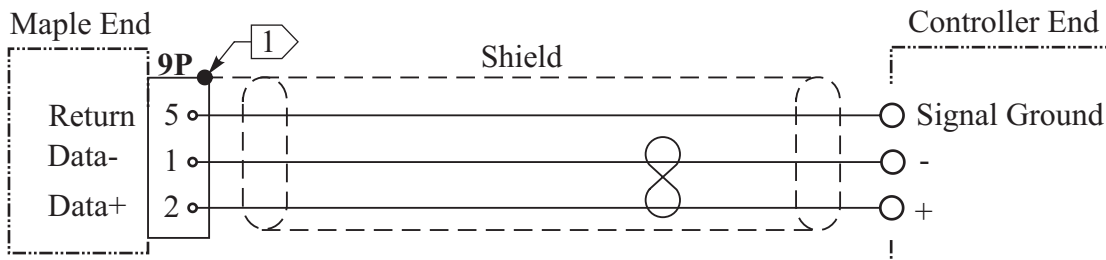 Maple End
Controller End
9P
1
Shield
Return 5 Signal Ground
Data- 1 -
Data+ 2 +